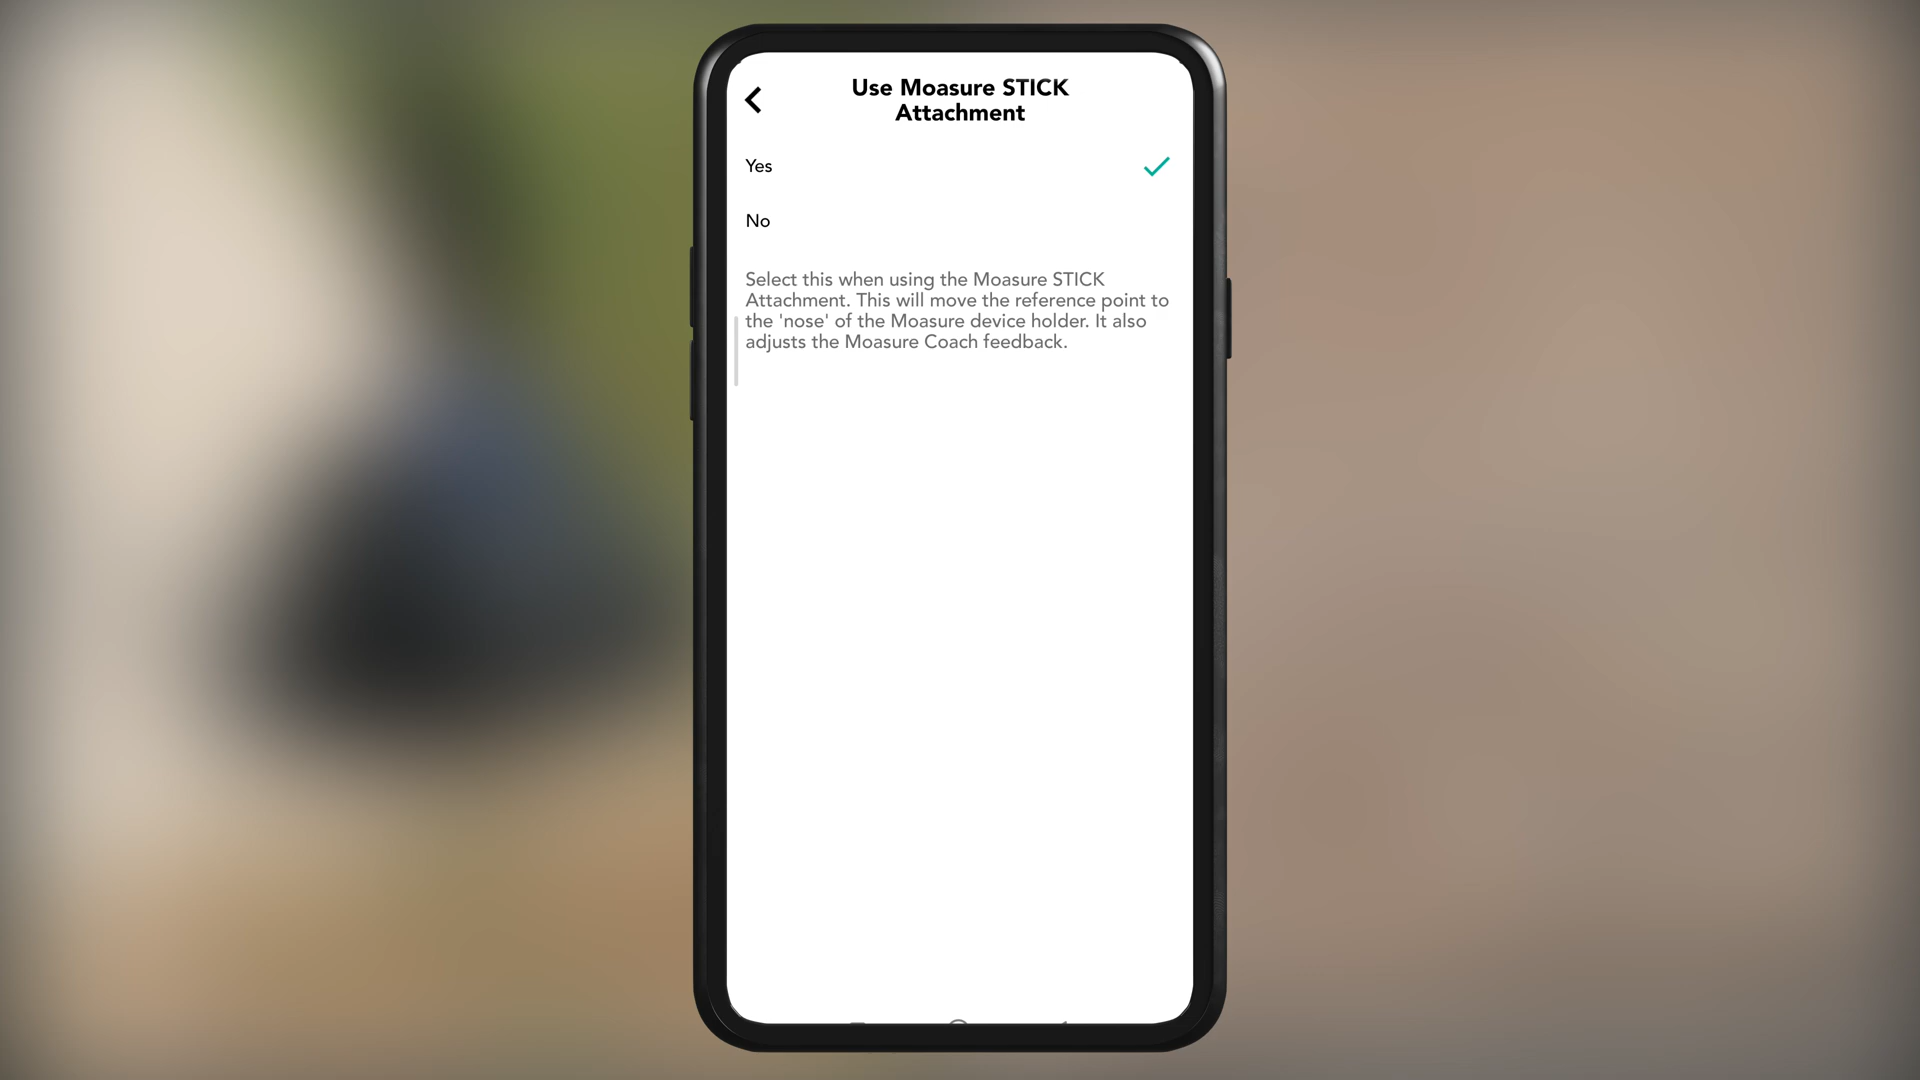 Use Moasure STICK
Attachment
Yes
No
Select this when using the Moasure STICK
Attachment. This will move the reference point to
the 'nose' of the Moasure device holder. It also
adjusts the Moasure Coach feedback.